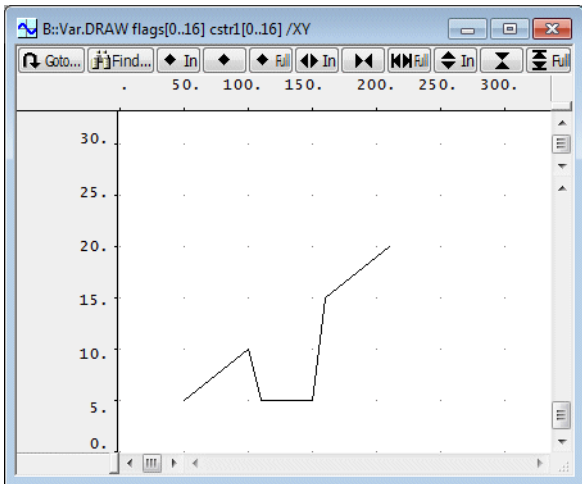 B::Var.DRAW flags[0..16] cstr1[0..16] /XY
Goto... Find... In Full In Full In Full
. 50. 100. 150. 200. 250. 300.
30.
25.
20.
15.
10.
5.
0.